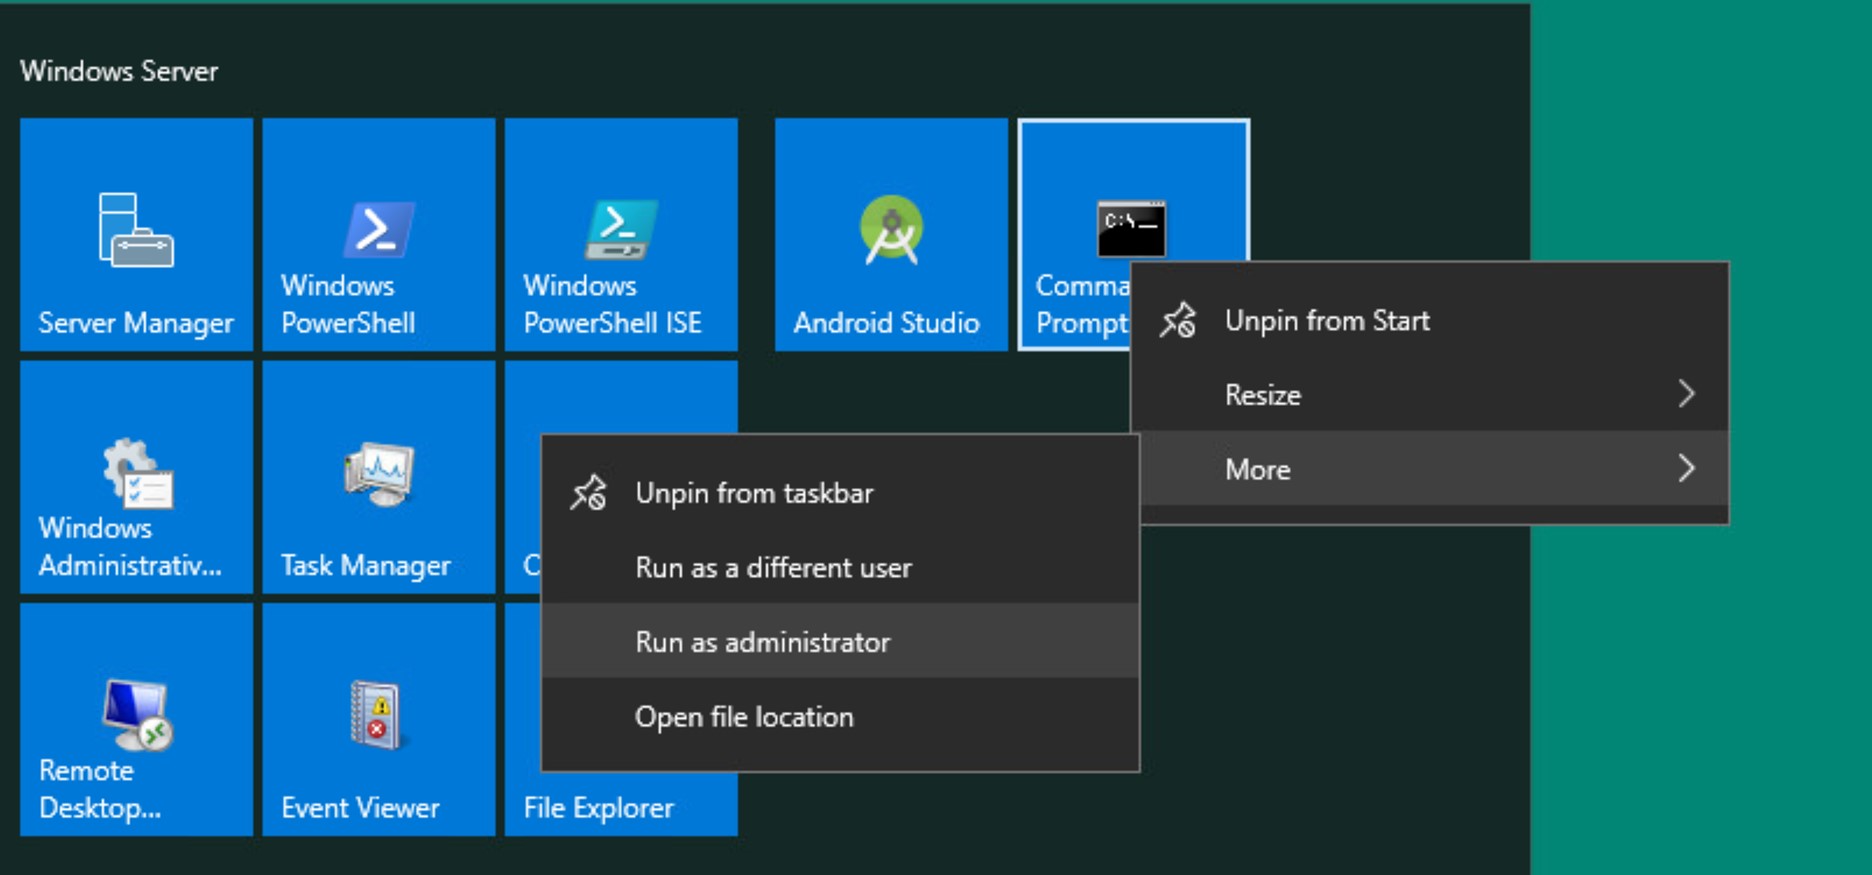 Windows Server
Server Manager
Windows
PowerShell
Windows
PowerShell ISE
Android Studio
C:\
Prompt
Unpin from Start
Resize
More
Windows
Administrativ...
Task Manager
Unpin from taskbar
Run as a different user
Run as administrator
Open file location
Remote
Desktop...
Event Viewer
File Explorer